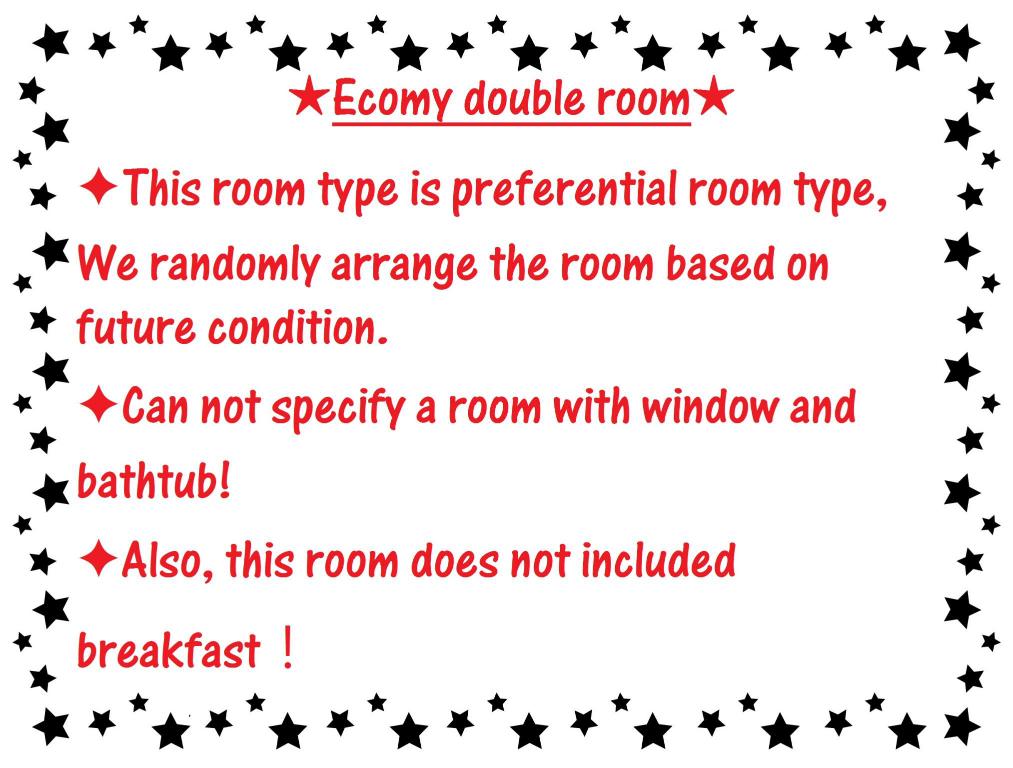 ★Ecomy double room★
✦This room type is preferential room type,
We randomly arrange the room based on
future condition.
✦Can not specify a room with window and
bathtub!
✦Also, this room does not included
breakfast ！